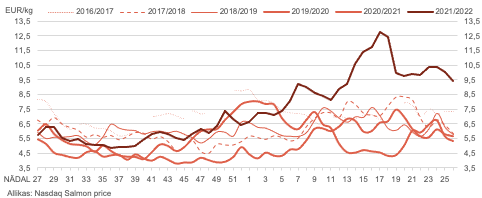 EUR/kg
2016/2017 2017/2018 2018/2019 2019/2020 2020/2021 2021/2022
13,5 13,5
12,5 12,5
11,5 11,5
10,5 10,5
9,5 9,5
8,5 8,5
7,5 7,5
6,5 6,5
5,5 5,5
4,5 4,5
3,5 3,5
NÄDAL 27 29 31 33 35 37 39 41 43 45 47 49 51 1 3 5 7 9 11 13 15 17 19 21 23 25
Allikas: Nasdaq Salmon price